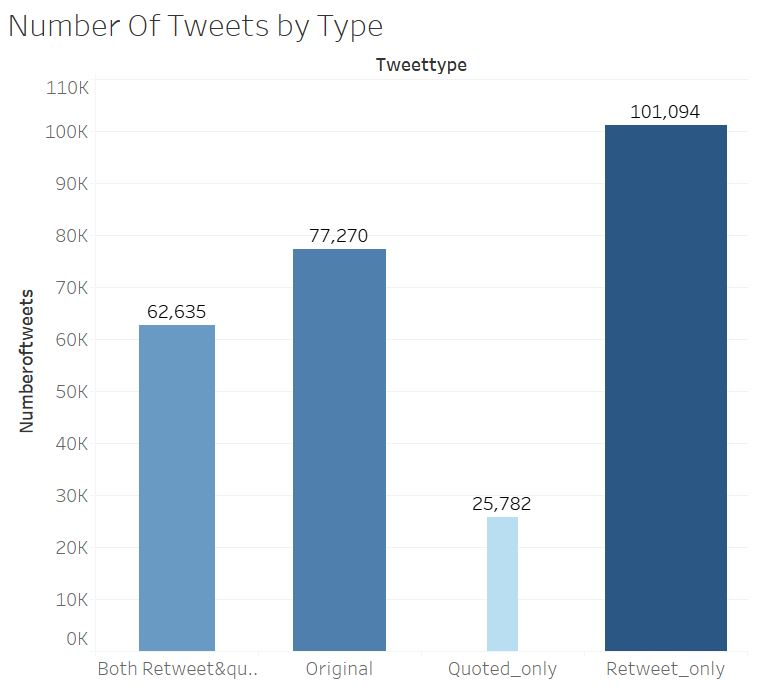 Number Of Tweets by Type
Tweettype
110K
100K
90K
80K
70K
60K
50K
40K
30K
20K
10K
0K
Numberoftweets
62,635
77,270
25,782
101,094
Both Retweet&qu..
Original
Quoted_only
Retweet_only